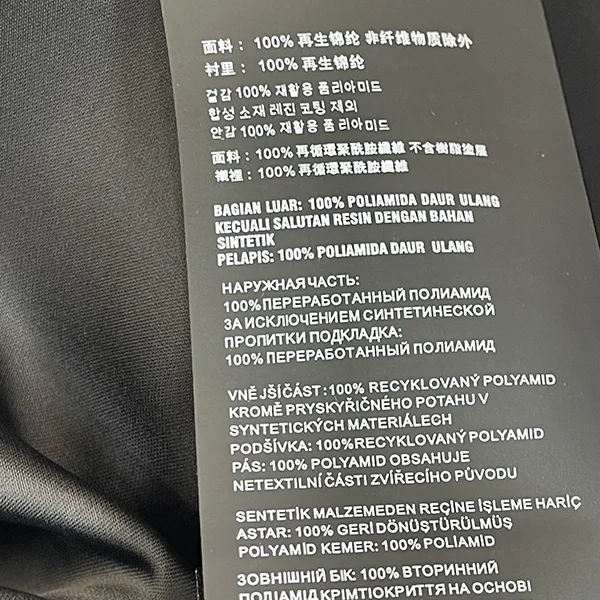 面料： 100% 再生锦纶 非纤维物质除外
衬里： 100% 再生锦纶
겉감 100% 재활용 폴리아미드
합성 소재 레진 코팅 제외
안감 100% 재활용 폴리아미드
面料：100% 再循環聚酰胺纖維 不含樹脂塗層
襯裡：100% 再循環聚酰胺纖維
BAGIAN LUAR: 100% POLIAMIDA DAUR ULANG
KECUALI SALUTAN RESIN DENGAN BAHAN
SINTETIK
PELAPIS: 100% POLIAMIDA DAUR ULANG
НАРУЖНАЯ ЧАСТЬ:
100% ПЕРЕРАБОТАННЫЙ ПОЛИАМИД
ЗА ИСКЛЮЧЕНИЕМ СИНТЕТИЧЕСКОЙ
ПРОПИТКИ ПОДКЛАДКА:
100% ПЕРЕРАБОТАННЫЙ ПОЛИАМИД
VNĚ JŠÍ ČÁST :100% RECYKLOVANÝ POLYAMID
KROMĚ PRYSKYŘIČNÉHO POTAHU V
SYNTETICKÝCH MATERIÁLECH
PODŠÍVKA: 100%RECYKLOVANÝ POLYAMID
PÁS: 100% POLYAMID OBSAHUJE
NETEXTILNÍ ČÁSTI ZVÍŘECÍHO PŮVODU
SENTETİK MALZEMEDEN REÇİNE İŞLEME HARİÇ
ASTAR: 100% GERİ DÖNÜŞTÜRÜLMÜŞ
POLYAMİD KEMER: 100% POLİAMİD
ЗОВНІШНІЙ БІК: 100% ВТОРИННИЙ
ПОЛІАМІД КРІМТІОКРИТТЯ НА ОСНОВІ